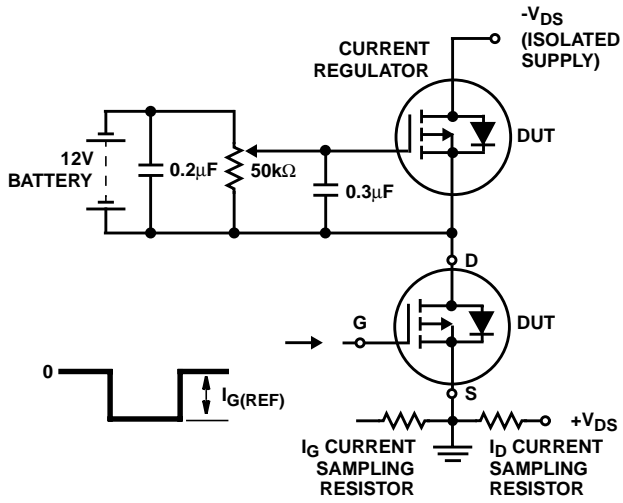 -VDS
(ISOLATED
SUPPLY)
CURRENT
REGULATOR
DUT
12V
BATTERY
0.2µF
50kΩ
0.3µF
D
G
DUT
0
IG(REF)
S
+VDS
IG CURRENT
SAMPLING
RESISTOR
ID CURRENT
SAMPLING
RESISTOR